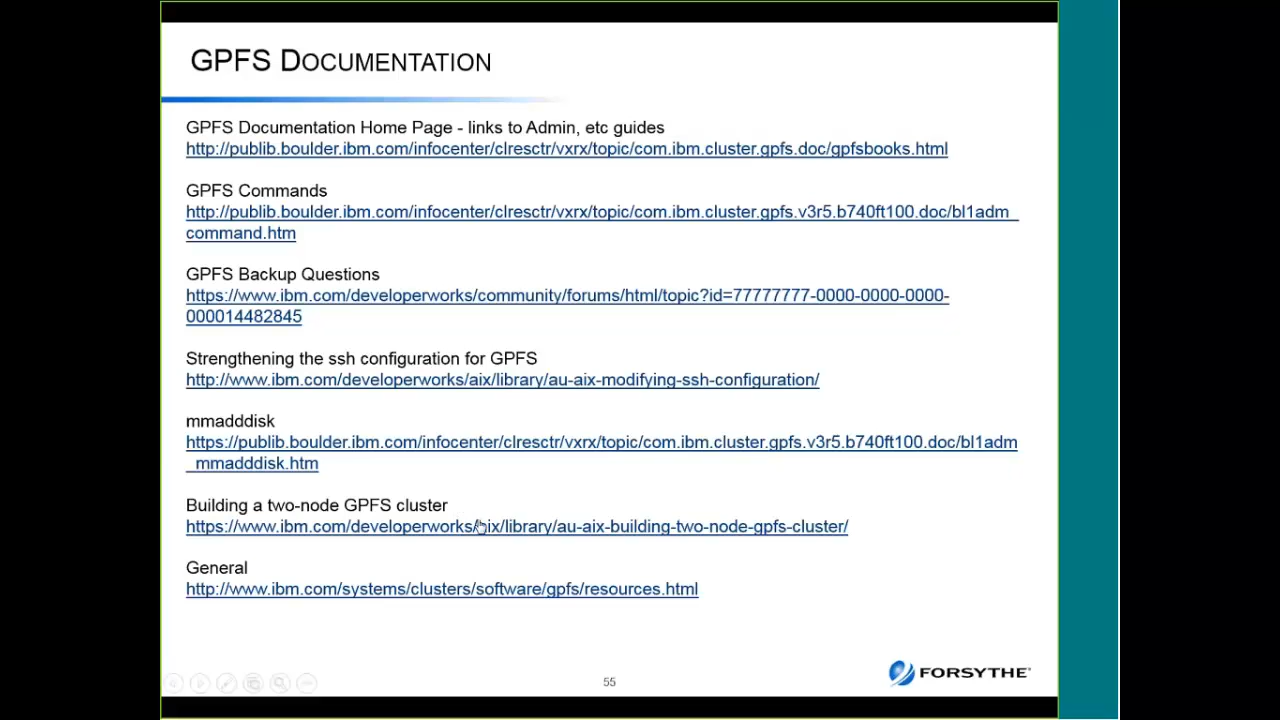 GPFS DOCUMENTATION
GPFS Documentation Home Page - links to Admin, etc guides
http://publib.boulder.ibm.com/infocenter/clresctr/vxrx/topic/com.ibm.cluster.gpfs.doc/gpfsbooks.html
GPFS Commands
http://publib.boulder.ibm.com/infocenter/clresctr/vxrx/topic/com.ibm.cluster.gpfs.v3r5.b740ft100.doc/bl1adm_
command.htm
GPFS Backup Questions
https://www.ibm.com/developerworks/community/forums/html/topic?id=77777777-0000-0000-0000-
000014482845
Strengthening the ssh configuration for GPFS
http://www.ibm.com/developerworks/aix/library/au-aix-modifying-ssh-configuration/
mmadddisk
https://publib.boulder.ibm.com/infocenter/clresctr/vxrx/topic/com.ibm.cluster.gpfs.v3r5.b740ft100.doc/bl1adm
_mmadddisk.htm
Building a two-node GPFS cluster
https://www.ibm.com/developerworks/aix/library/au-aix-building-two-node-gpfs-cluster/
General
http://www.ibm.com/systems/clusters/software/gpfs/resources.html
55
FORSYTHE